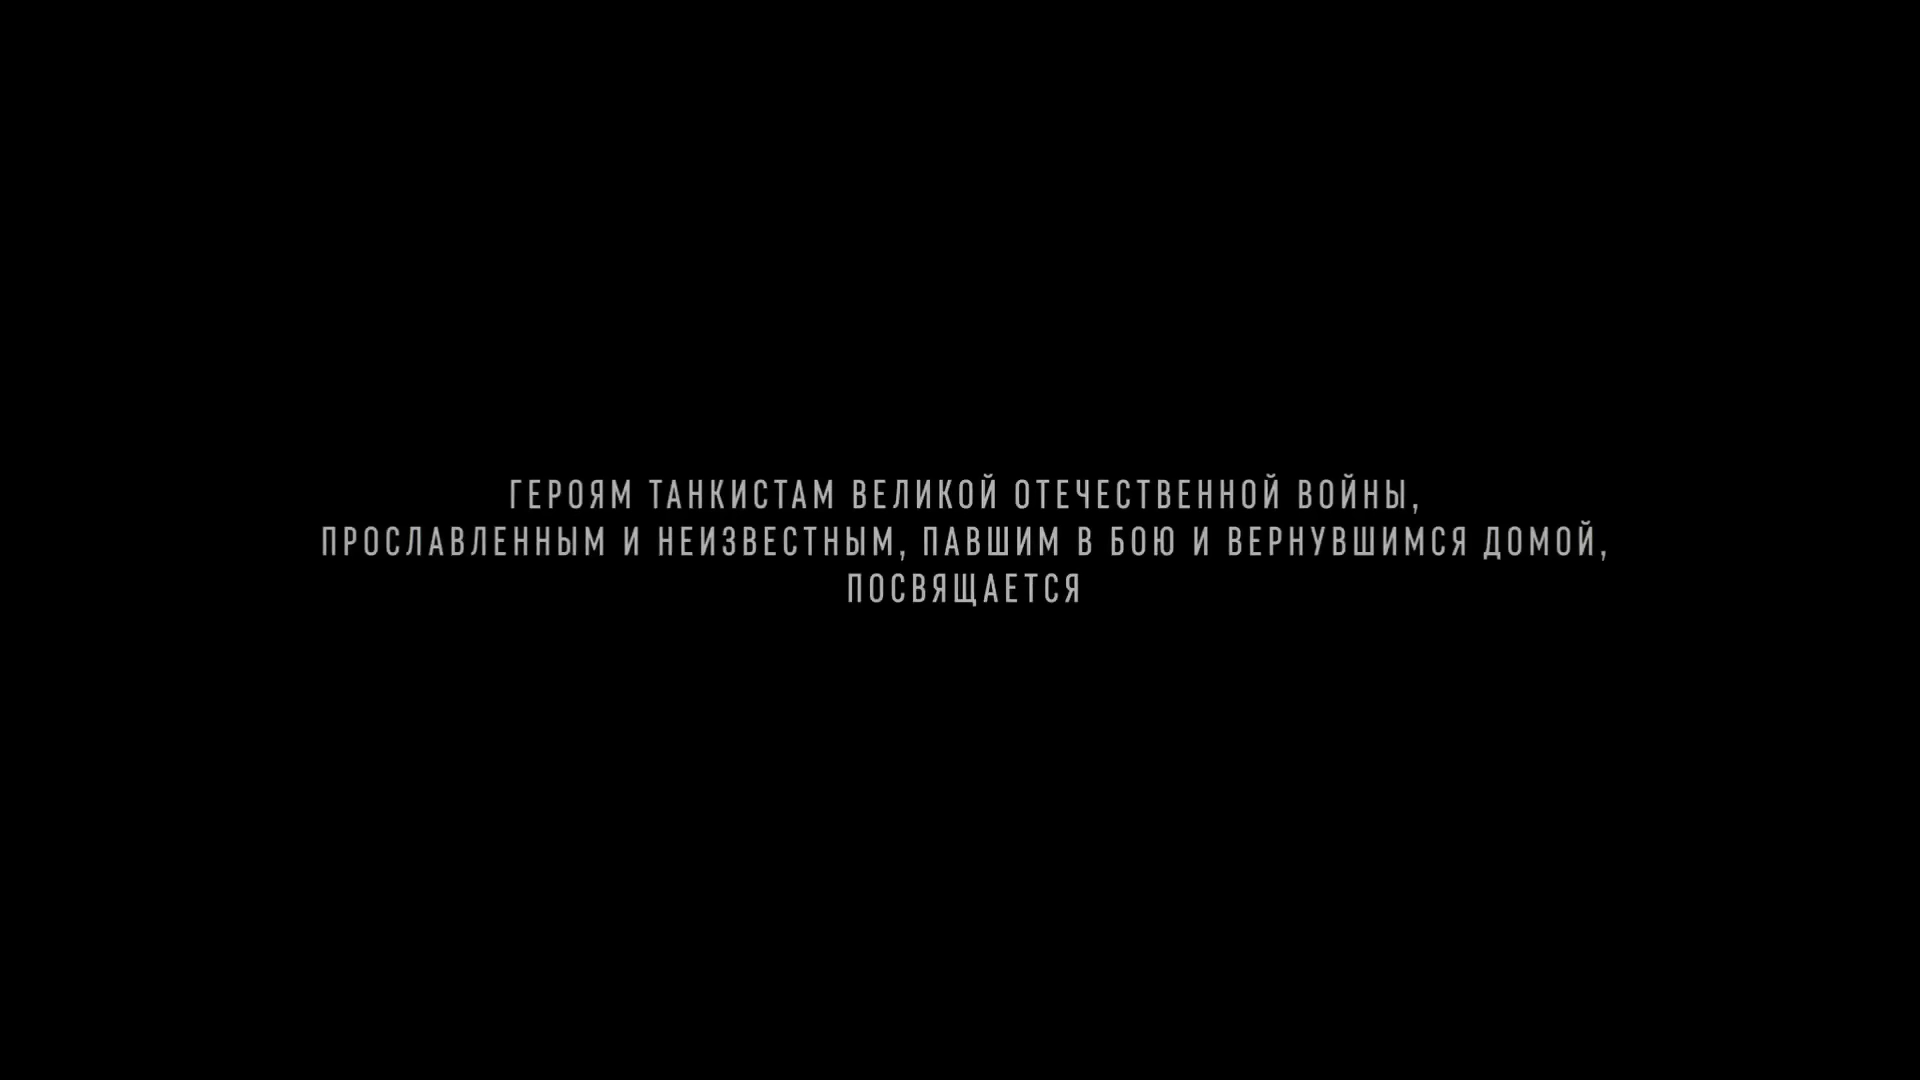 ГЕРОЯМ ТАНКИСТАМ ВЕЛИКОЙ ОТЕЧЕСТВЕННОЙ ВОЙНЫ,
ПРОСЛАВЛЕННЫМ И НЕИЗВЕСТНЫМ, ПАВШИМ В БОЮ И ВЕРНУВШИМСЯ ДОМОЙ,
ПОСВЯЩАЕТСЯ